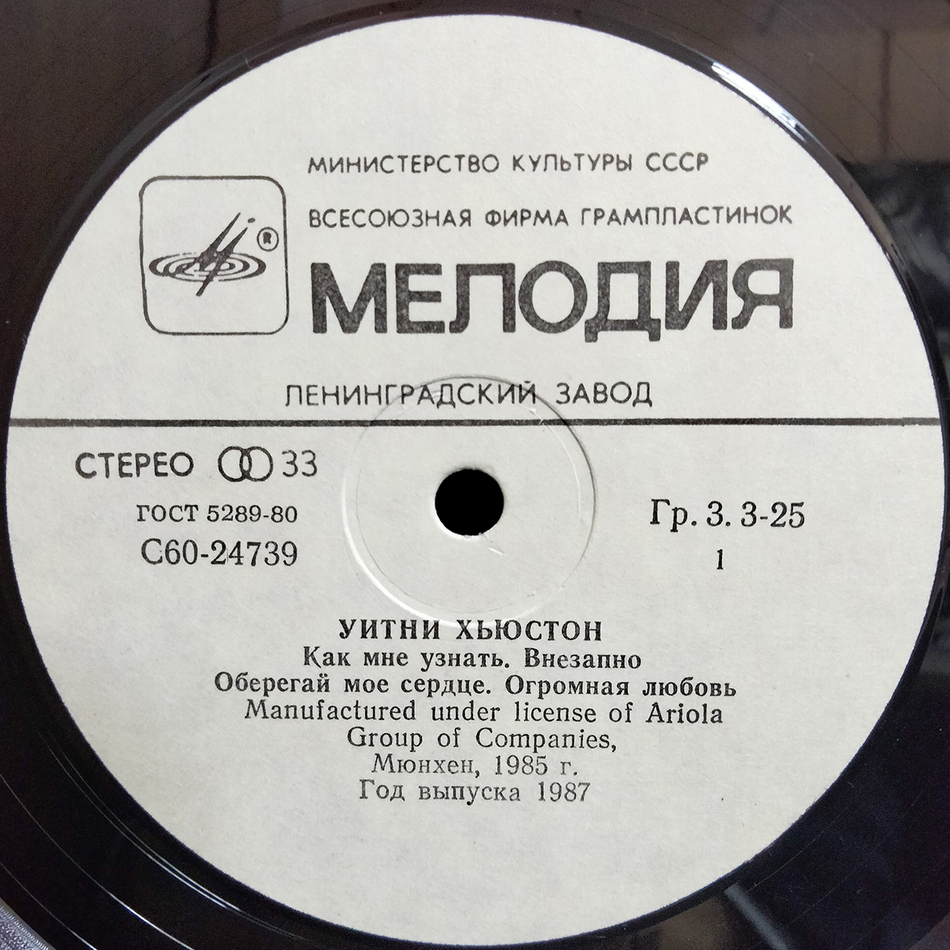 МИНИСТЕРСТВО КУЛЬТУРЫ СССР
ВСЕСОЮЗНАЯ ФИРМА ГРАМПЛАСТИНОК
®
МЕЛОДИЯ
ЛЕНИНГРАДСКИЙ ЗАВОД
СТЕРЕО 33
ГОСТ 5289-80
С60-24739
Гр. 3. 3-25
1
УИТНИ ХЬЮСТОН
Как мне узнать. Внезапно
Оберегай мое сердце. Огромная любовь
Manufactured under license of Ariola
Group of Companies,
Мюнхен, 1985 г.
Год выпуска 1987